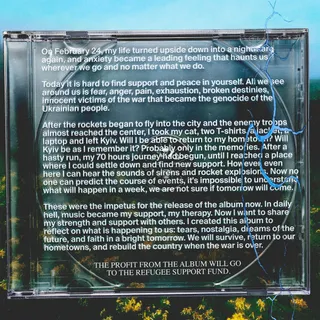 On February 24, my life turned upside down into a nightmare
again, and anxiety became a leading feeling that haunts us
wherever we go and no matter what we do.
Today it is hard to find support and peace in yourself. All we see
around us is fear, anger, pain, exhaustion, broken destinies,
innocent victims of the war that became the genocide of the
Ukrainian people.
After the rockets began to fly into the city and the enemy troops
almost reached the center, I took my cat, two T-shirts, a
laptop and left Kyiv. Will I be able to return to my home? Will
Kyiv be as I remember it? Probably only in the memories. After a
hasty run, my 70 hours journey had begun, until I reached a place
where I could settle down and find new support. However, even
here I can hear the sounds of sirens and rocket explosions. Now no
one can predict the course of events, it's impossible to understand
what will happen in a week, we are not sure if tomorrow will come.
These were the impetus for the release of the album now. In daily
hell, music became my support, my therapy. Now I want to share
my strength and support with others. I created this album to
reflect on what is happening to us: tears, nostalgia, dreams of the
future, and faith in a bright tomorrow. We will survive, return to our
hometowns, and rebuild the country when the war is over.
THE PROFIT FROM THE ALBUM WILL GO
TO THE REFUGEE SUPPORT FUND.